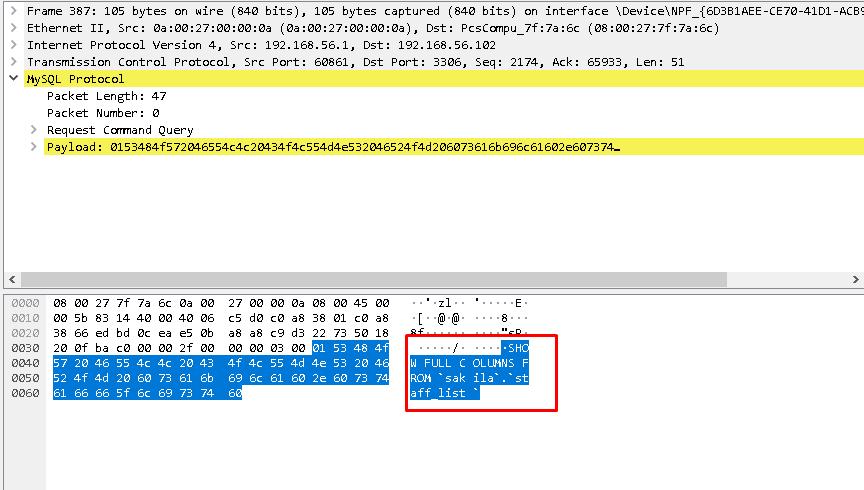 Frame 387: 105 bytes on wire (840 bits), 105 bytes captured (840 bits) on interface \Device\NPF_{6D3B1AEE-CE70-41D1-ACB9
Ethernet II, Src: 0a:00:27:00:00:0a (0a:00:27:00:00:0a), Dst: PcsCompu_7f:7a:6c (08:00:27:7f:7a:6c)
Internet Protocol Version 4, Src: 192.168.56.1, Dst: 192.168.56.102
Transmission Control Protocol, Src Port: 60861, Dst Port: 3306, Seq: 2174, Ack: 65933, Len: 51
MySQL Protocol
Packet Length: 47
Packet Number: 0
Request Command Query
Payload: 0153484f572046554c4c20434f4c554d4e532046524f4d206073616b696c61602e607374…
0000 08 00 27 7f 7a 6c 0a 00 27 00 00 0a 08 00 45 00 ··'·zl·· '·····E·
0010 00 5b 83 14 40 00 40 06 c5 d0 c0 a8 38 01 c0 a8 ·[··@·@· ····8···
0020 38 66 ed bd 0c ea e5 0b a8 a8 c9 d3 22 73 50 18 8f······ ····"sP·
0030 20 0f ba c0 00 00 2f 00 00 00 00 03 00 01 53 48 4f ······/· ·····SHO
0040 57 20 46 55 4c 4c 20 43 4f 4c 55 4d 4e 53 20 46 W FULL C OLUMNS F
0050 52 4f 4d 20 60 73 61 6b 69 6c 61 60 2e 60 73 74 ROM `sak ila`.`st
0060 61 66 66 5f 6c 69 73 74 60 aff_list `